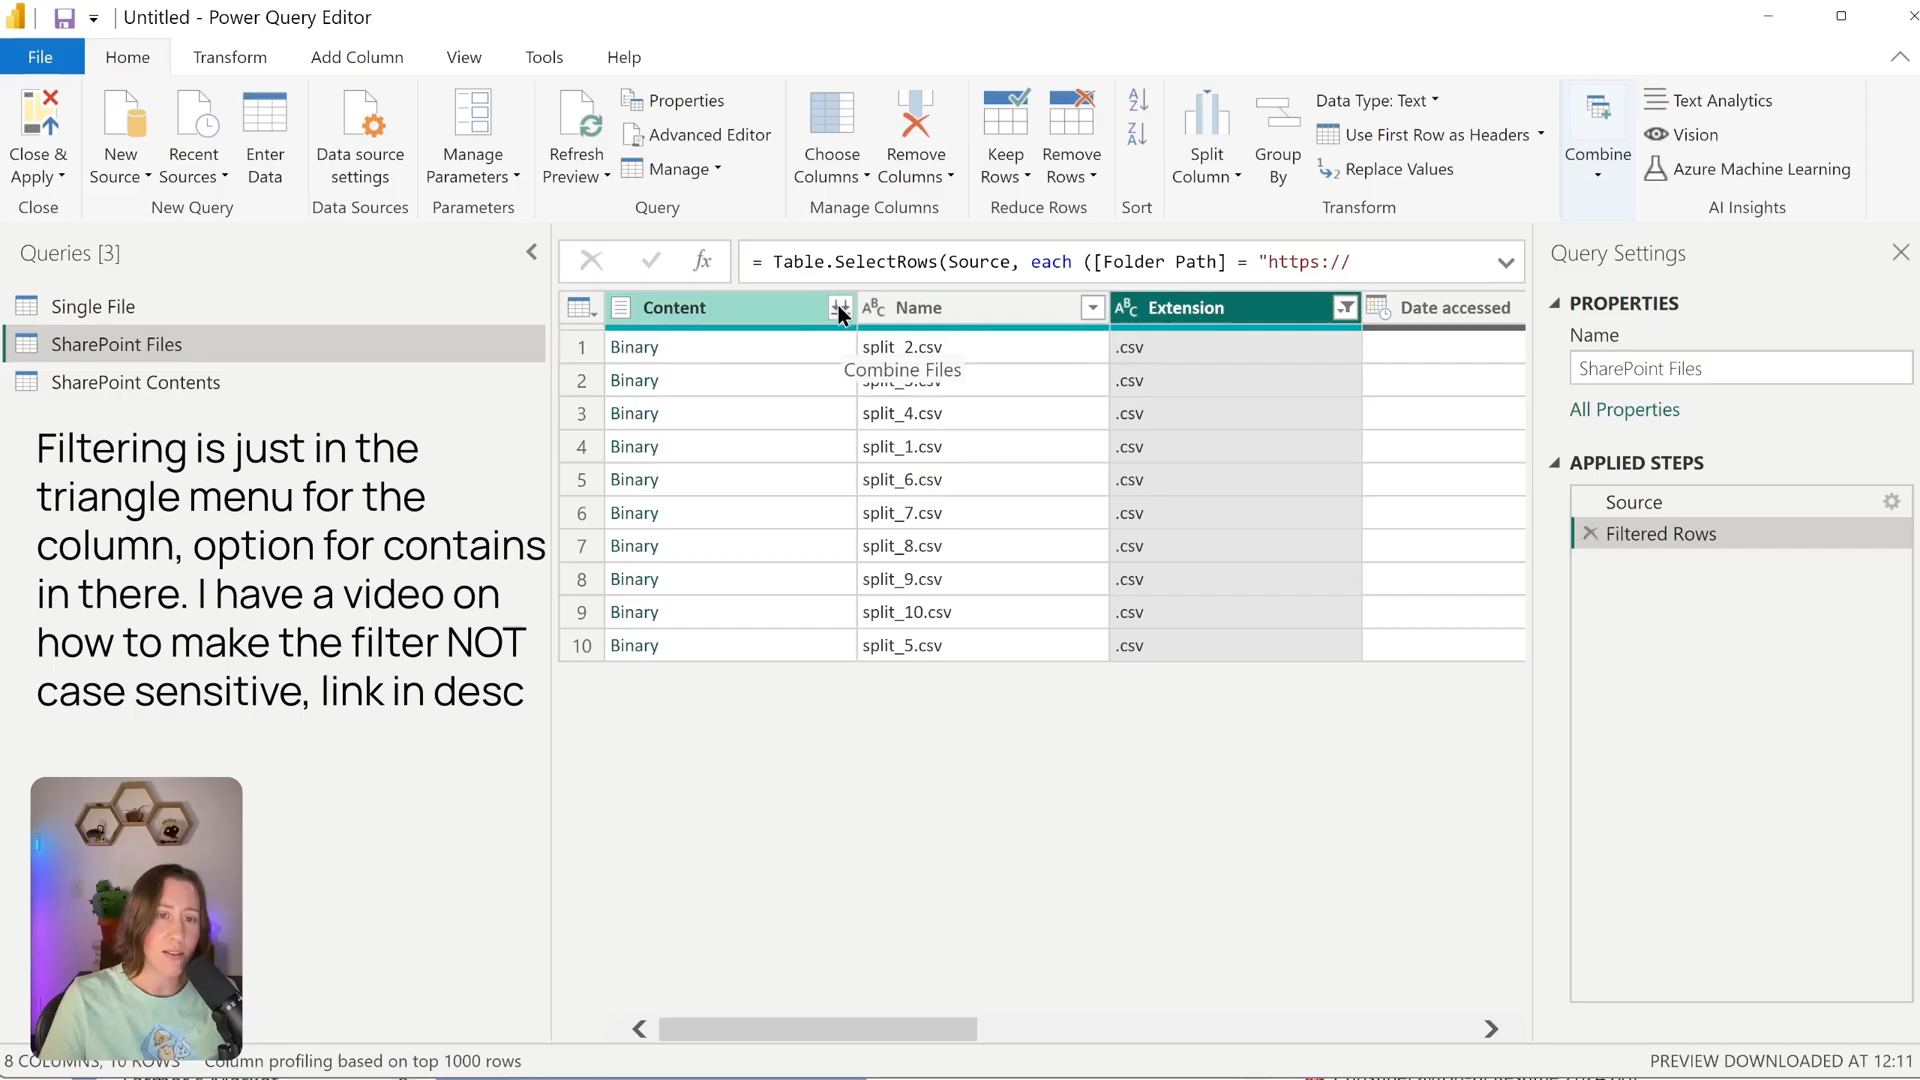 Untitled - Power Query Editor
File
Home
Transform
Add Column
View
Tools
Help
Close &
Apply
New
Source
Recent
Sources
Enter
Data
Data source
settings
Manage
Parameters
Refresh
Preview
Properties
Advanced Editor
Manage
Choose
Columns
Remove
Columns
Keep
Rows
Remove
Rows
Split
Column
Group
By
Data Type: Text
Use First Row as Headers
Replace Values
Combine
Text Analytics
Vision
Azure Machine Learning
Close
New Query
Data Sources
Parameters
Query
Manage Columns
Reduce Rows
Sort
Transform
AI Insights
Queries [3]
Single File
SharePoint Files
SharePoint Contents
Filtering is just in the
triangle menu for the
column, option for contains
in there. I have a video on
how to make the filter NOT
case sensitive, link in desc
fx
= Table.SelectRows(Source, each ([Folder Path] = "https://
Content
Name
Extension
Date accessed
1 Binary split_2.csv .csv
Combine Files
2 Binary .csv
3 Binary split_4.csv .csv
4 Binary split_1.csv .csv
5 Binary split_6.csv .csv
6 Binary split_7.csv .csv
7 Binary split_8.csv .csv
8 Binary split_9.csv .csv
9 Binary split_10.csv .csv
10 Binary split_5.csv .csv
Query Settings
PROPERTIES
Name
SharePoint Files
All Properties
APPLIED STEPS
Source
Filtered Rows
8 COLUMNS, 10 ROWS
Column profiling based on top 1000 rows
PREVIEW DOWNLOADED AT 12:11